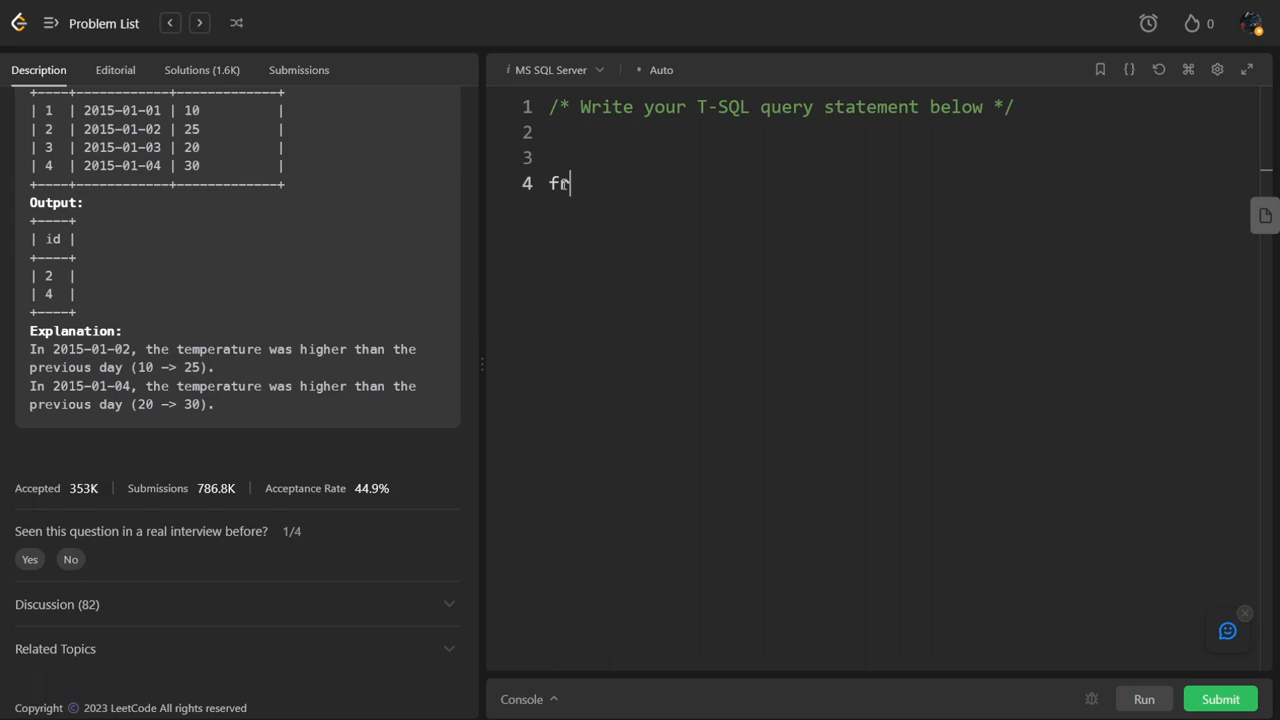 Problem List
0
Description Editorial Solutions (1.6K) Submissions
+----+------------+-------------+
| 1 | 2015-01-01 | 10 |
| 2 | 2015-01-02 | 25 |
| 3 | 2015-01-03 | 20 |
| 4 | 2015-01-04 | 30 |
+----+------------+-------------+
Output:
+----+
| id |
+----+
| 2 |
| 4 |
+----+
Explanation:
In 2015-01-02, the temperature was higher than the
previous day (10 -> 25).
In 2015-01-04, the temperature was higher than the
previous day (20 -> 30).
Accepted 353K Submissions 786.8K Acceptance Rate 44.9%
Seen this question in a real interview before? 1/4
Yes No
Discussion (82)
Related Topics
Copyright © 2023 LeetCode All rights reserved
i MS SQL Server • Auto
1 /* Write your T-SQL query statement below */
2
3
4 fr
Console Run Submit